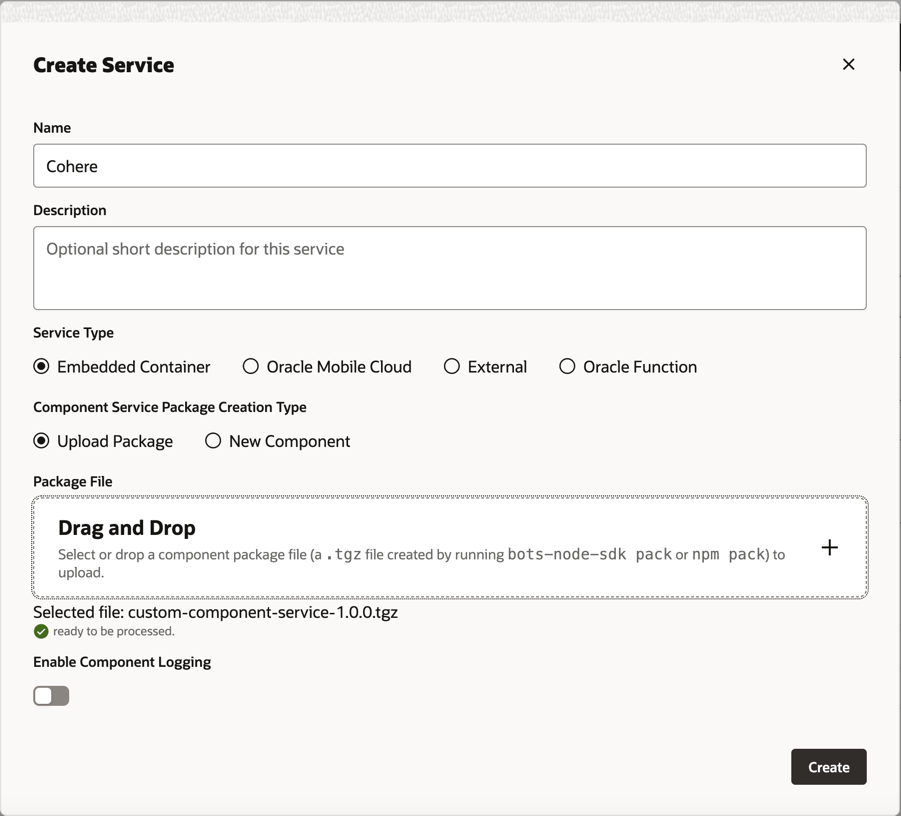 Create Service
Name
Cohere
Description
Optional short description for this service
Service Type
Embedded Container Oracle Mobile Cloud External Oracle Function
Component Service Package Creation Type
Upload Package New Component
Package File
Drag and Drop
Select or drop a component package file (a .tgz file created by running bots-node-sdk pack or npm pack) to
upload.
Selected file: custom-component-service-1.0.0.tgz
ready to be processed.
Enable Component Logging
Create